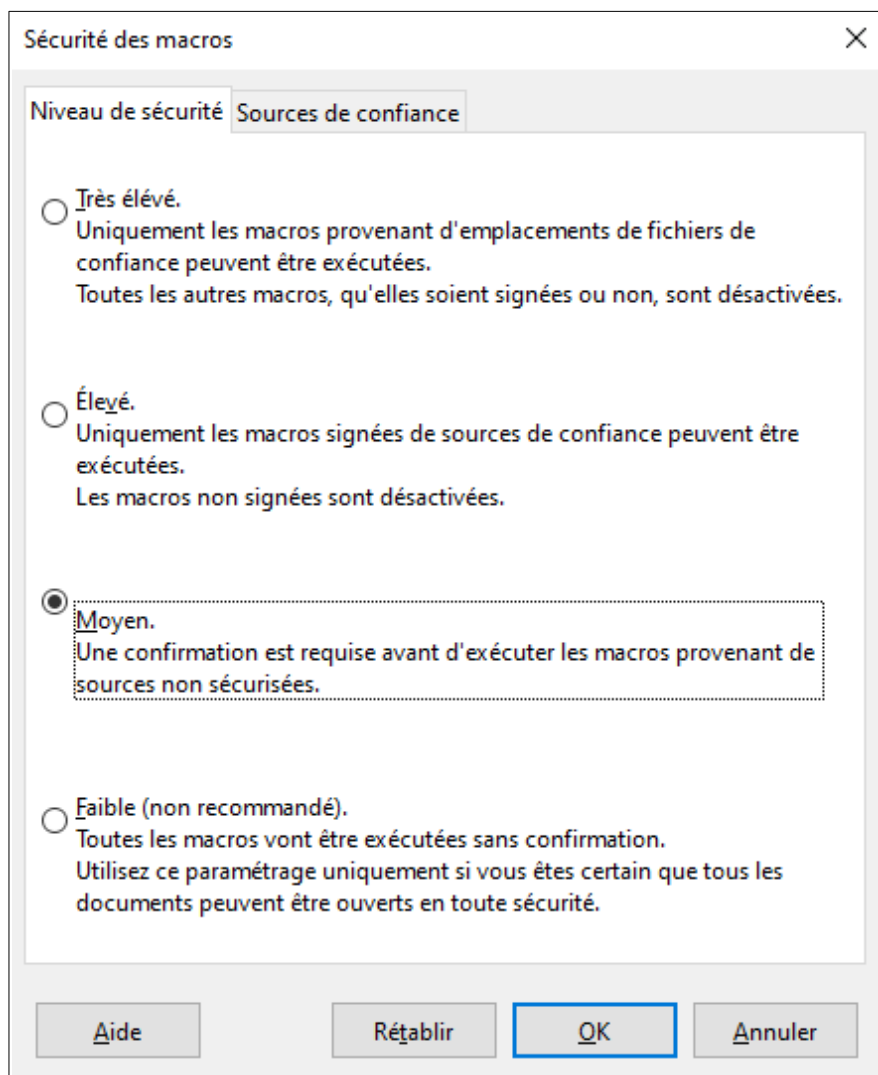 Sécurité des macros
Niveau de sécurité Sources de confiance
Très élévé.
Uniquement les macros provenant d'emplacements de fichiers de
confiance peuvent être exécutées.
Toutes les autres macros, qu'elles soient signées ou non, sont désactivées.
Élevé.
Uniquement les macros signées de sources de confiance peuvent être
exécutées.
Les macros non signées sont désactivées.
Moyen.
Une confirmation est requise avant d'exécuter les macros provenant de
sources non sécurisées.
Faible (non recommandé).
Toutes les macros vont être exécutées sans confirmation.
Utilisez ce paramétrage uniquement si vous êtes certain que tous les
documents peuvent être ouverts en toute sécurité.
Aide Rétablir OK Annuler